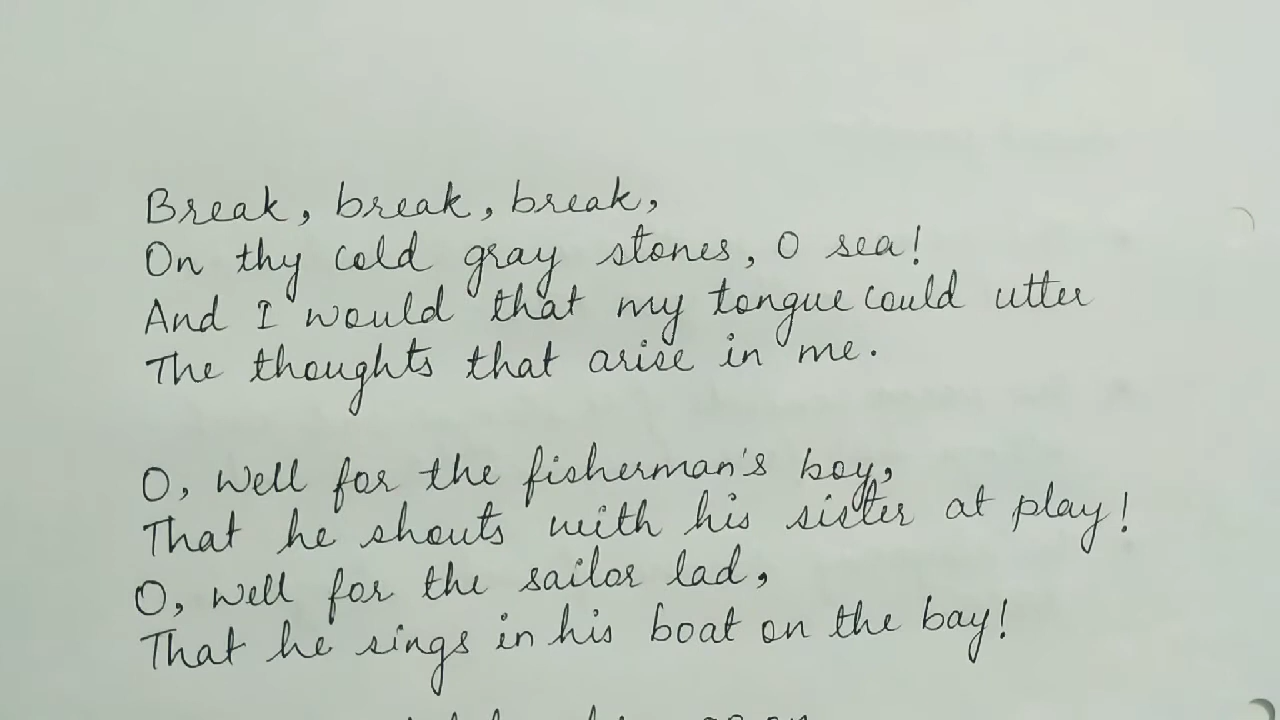 Break, break, break,
On thy cold gray stones, O sea!
And I would that my tongue could utter
The thoughts that arise in me.
O, well for the fisherman's boy,
That he shouts with his sister at play!
O, well for the sailor lad,
That he sings in his boat on the bay!